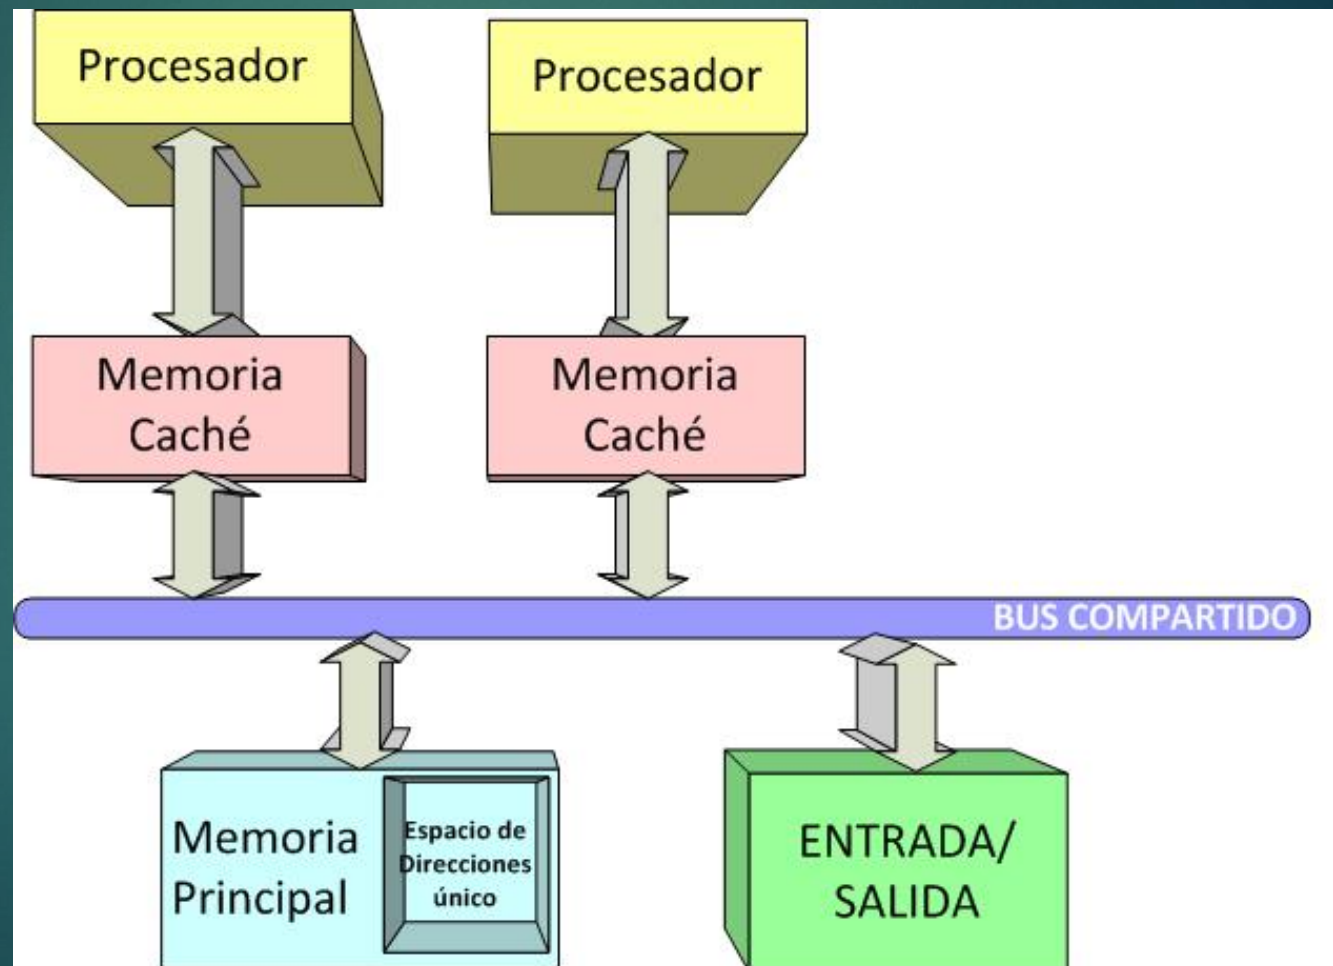 Procesador
Procesador
Memoria
Caché
Memoria
Caché
BUS COMPARTIDO
Memoria
Principal
Espacio de
Direcciones
único
ENTRADA/
SALIDA